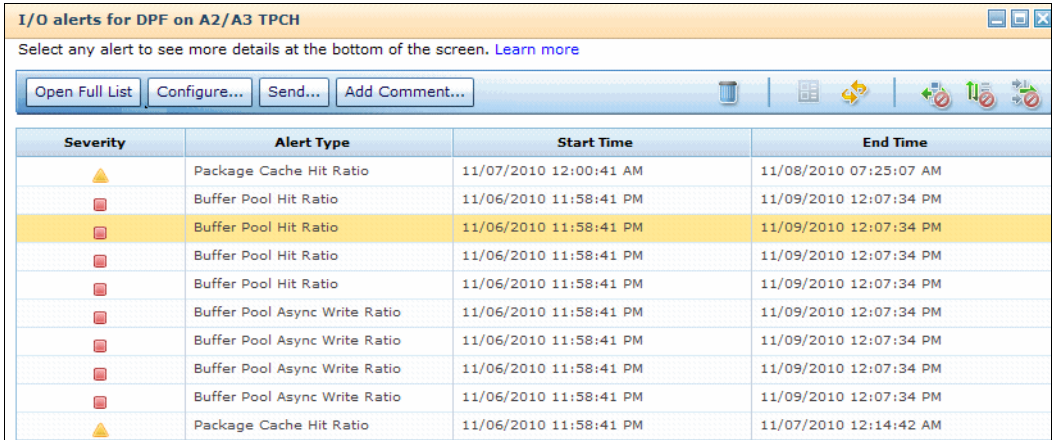 I/O alerts for DPF on A2/A3 TPCH
Select any alert to see more details at the bottom of the screen. Learn more
Open Full List Configure... Send... Add Comment...
Severity Alert Type Start Time End Time
Package Cache Hit Ratio 11/07/2010 12:00:41 AM 11/08/2010 07:25:07 AM
Buffer Pool Hit Ratio 11/06/2010 11:58:41 PM 11/09/2010 12:07:34 PM
Buffer Pool Hit Ratio 11/06/2010 11:58:41 PM 11/09/2010 12:07:34 PM
Buffer Pool Hit Ratio 11/06/2010 11:58:41 PM 11/09/2010 12:07:34 PM
Buffer Pool Hit Ratio 11/06/2010 11:58:41 PM 11/09/2010 12:07:34 PM
Buffer Pool Async Write Ratio 11/06/2010 11:58:41 PM 11/09/2010 12:07:34 PM
Buffer Pool Async Write Ratio 11/06/2010 11:58:41 PM 11/09/2010 12:07:34 PM
Buffer Pool Async Write Ratio 11/06/2010 11:58:41 PM 11/09/2010 12:07:34 PM
Buffer Pool Async Write Ratio 11/06/2010 11:58:41 PM 11/09/2010 12:07:34 PM
Package Cache Hit Ratio 11/06/2010 11:58:41 PM 11/07/2010 12:14:42 AM